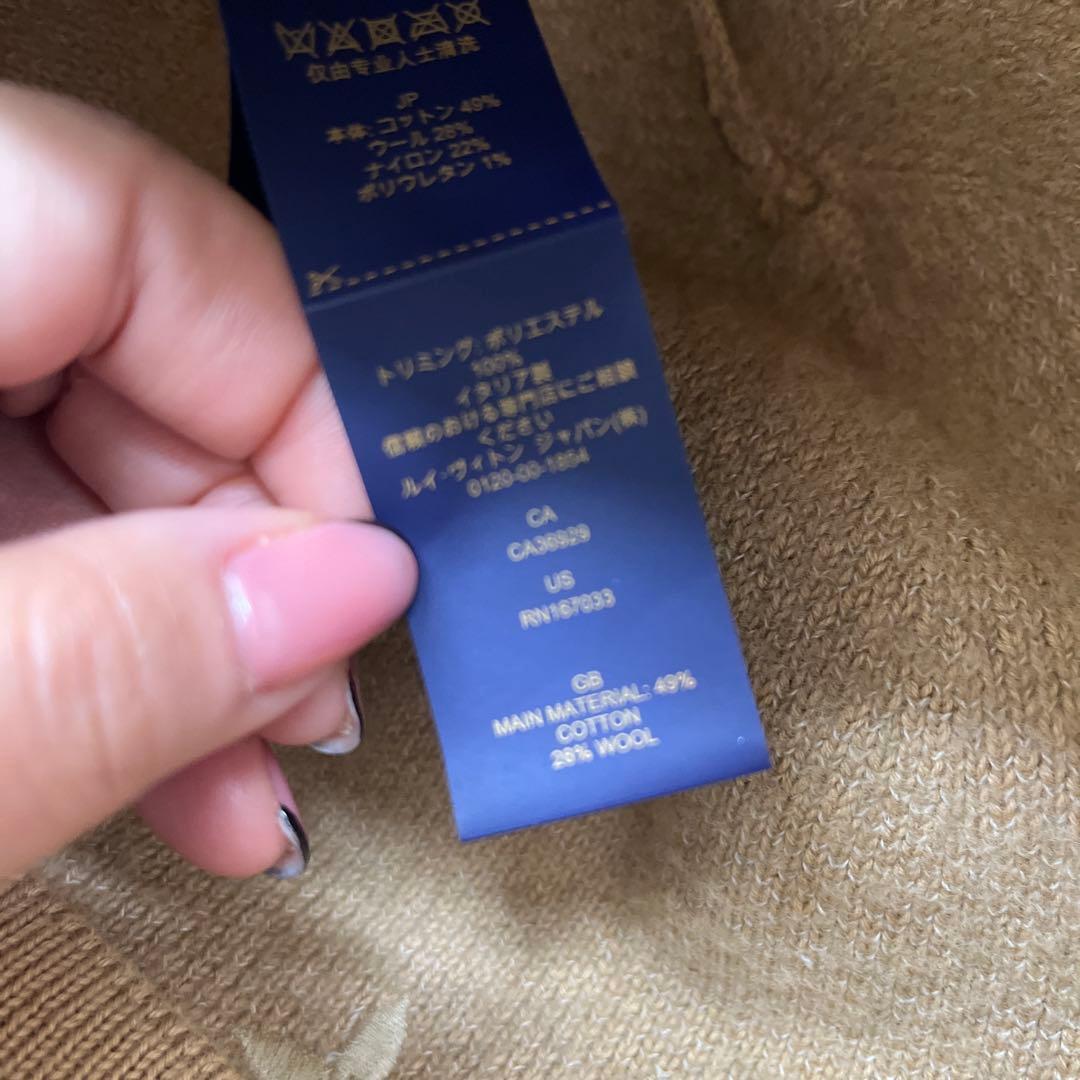 仅由专业人士清洗
JP
本体: コットン 49%
ウール 28%
ナイロン 22%
ポリウレタン 1%
トリミング: ポリエステル
100%
イタリア製
信頼のおける専門店にご相談
ください
ルイ・ヴィトン ジャパン(株)
0120-00-1854
CA
CA36929
US
RN167033
GB
MAIN MATERIAL: 49%
COTTON
28% WOOL